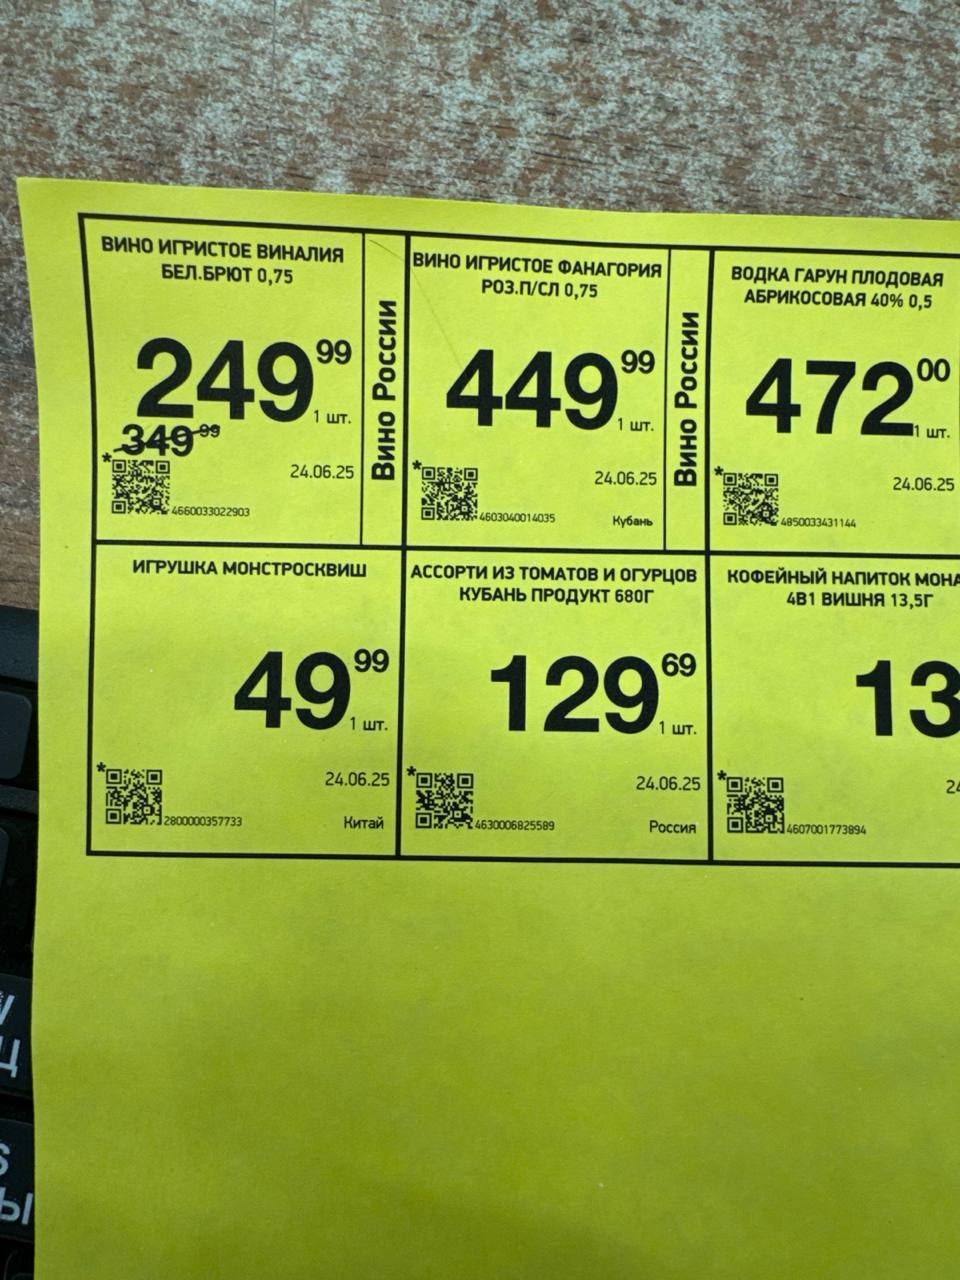 ВИНО ИГРИСТОЕ ВИНАЛИЯ
БЕЛ.БРЮТ 0,75
249 99
1 шт.
349 99
*
24.06.25
4660033022903
Вино России
ВИНО ИГРИСТОЕ ФАНАГОРИЯ
РОЗ.П/СЛ 0,75
449 99
1 шт.
*
24.06.25
4603040014035
Кубань
Вино России
ВОДКА ГАРУН ПЛОДОВАЯ
АБРИКОСОВАЯ 40% 0,5
472 00
1 шт.
*
24.06.25
4850033431144
ИГРУШКА МОНСТРОСКВИШ
49 99
1 шт.
*
24.06.25
2800000357733
Китай
АССОРТИ ИЗ ТОМАТОВ И ОГУРЦОВ
КУБАНЬ ПРОДУКТ 680Г
129 69
1 шт.
*
24.06.25
4630006825589
Россия
КОФЕЙНЫЙ НАПИТОК МОНА
4В1 ВИШНЯ 13,5Г
13
*
24
4607001773894
Ц
S
Ы